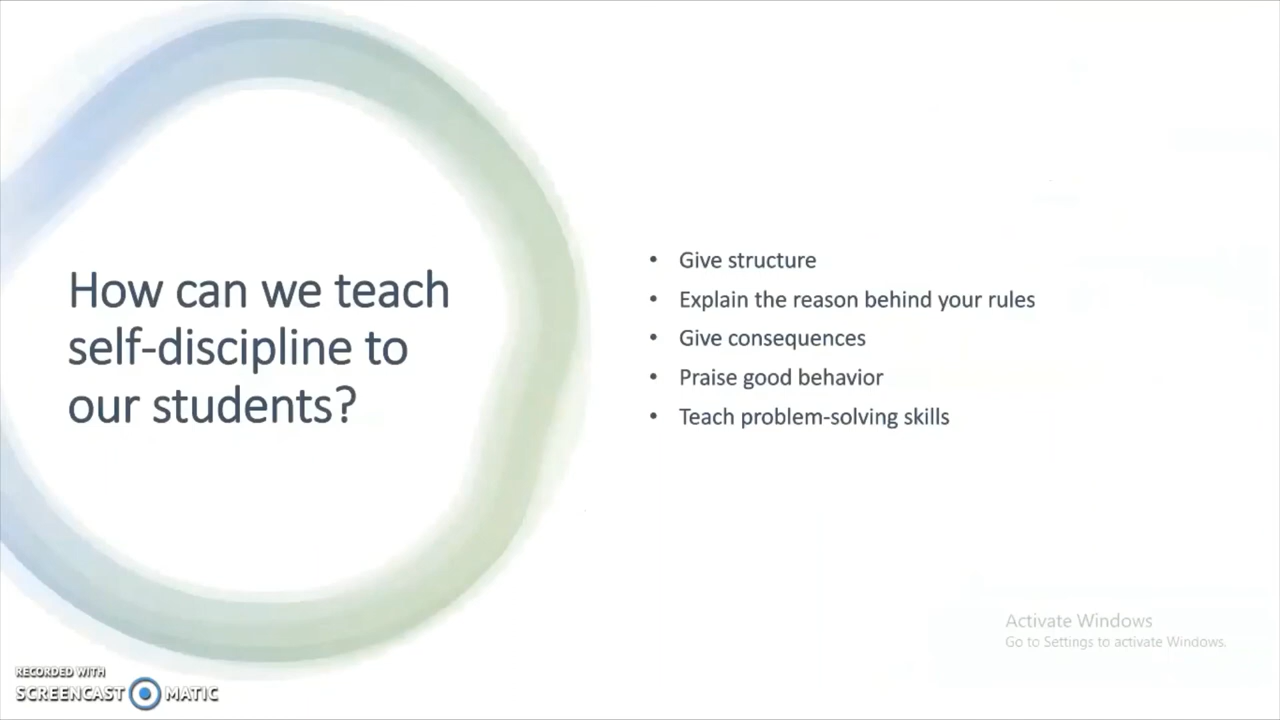 How can we teach
self-discipline to
our students?
• Give structure
• Explain the reason behind your rules
• Give consequences
• Praise good behavior
• Teach problem-solving skills
Activate Windows
Go to Settings to activate Windows.
RECORDED WITH
SCREENCAST MATIC